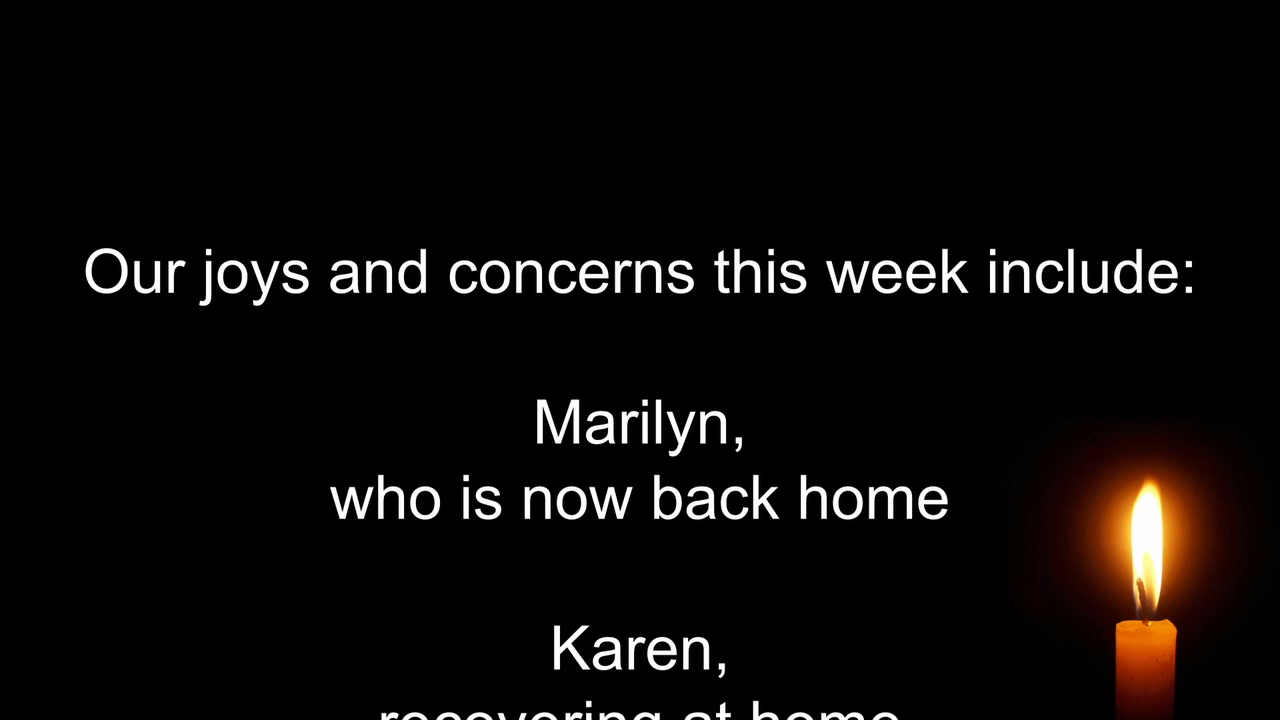 Our joys and concerns this week include:
Marilyn,
who is now back home
Karen,
recovering at home